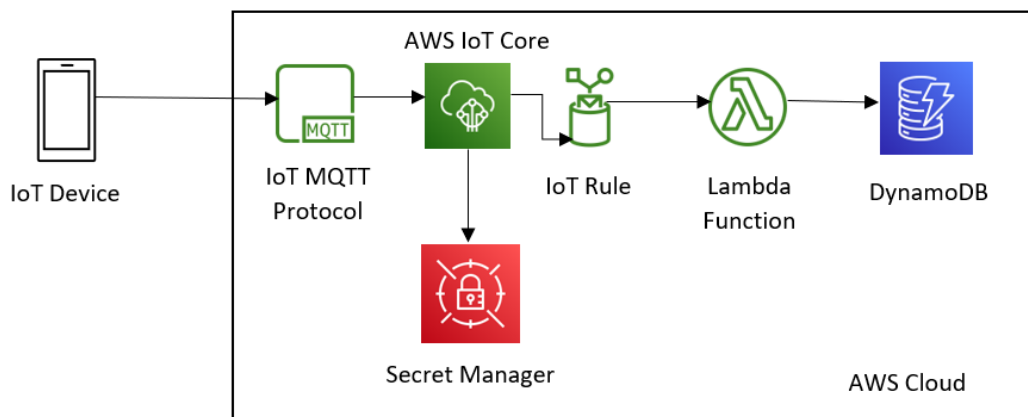 AWS IoT Core
MQTT
IoT Device
IoT MQTT
Protocol
IoT Rule
Lambda
Function
DynamoDB
Secret Manager
AWS Cloud